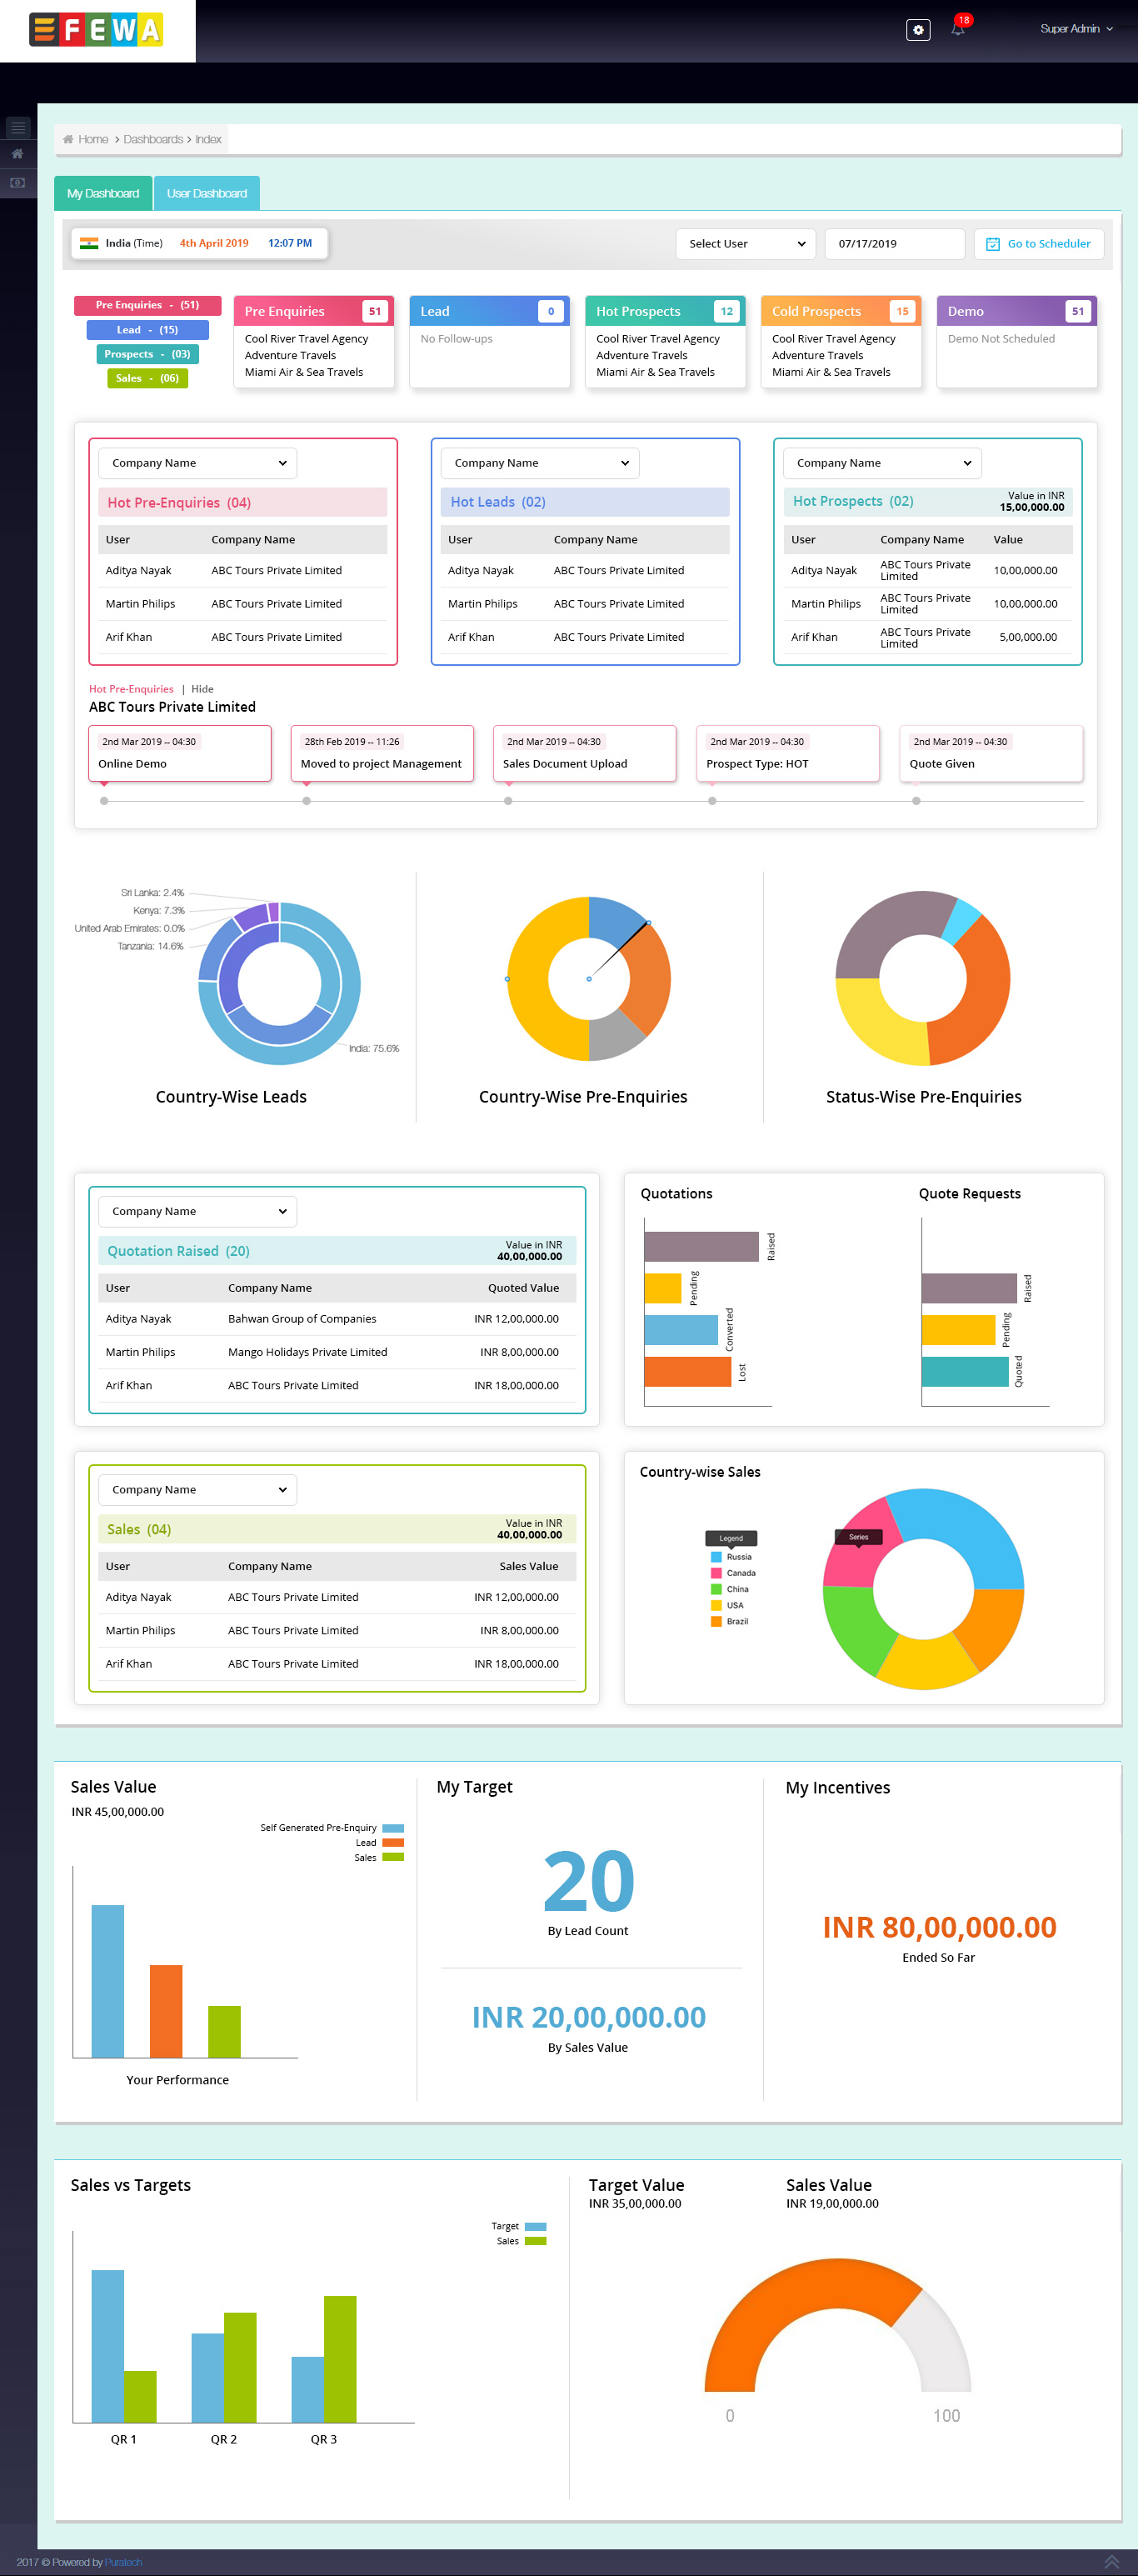 EFEWA
18
Super Admin
Home > Dashboards > Index
My Dashboard
User Dashboard
India (Time) 4th April 2019 12:07 PM
Select User
07/17/2019
Go to Scheduler
Pre Enquiries - (51)
Lead - (15)
Prospects - (03)
Sales - (06)
Pre Enquiries 51
Cool River Travel Agency
Adventure Travels
Miami Air & Sea Travels
Lead 0
No Follow-ups
Hot Prospects 12
Cool River Travel Agency
Adventure Travels
Miami Air & Sea Travels
Cold Prospects 15
Cool River Travel Agency
Adventure Travels
Miami Air & Sea Travels
Demo 51
Demo Not Scheduled
Company Name
Hot Pre-Enquiries (04)
User Company Name
Aditya Nayak ABC Tours Private Limited
Martin Philips ABC Tours Private Limited
Arif Khan ABC Tours Private Limited
Company Name
Hot Leads (02)
User Company Name
Aditya Nayak ABC Tours Private Limited
Martin Philips ABC Tours Private Limited
Arif Khan ABC Tours Private Limited
Company Name
Hot Prospects (02)
Value in INR
15,00,000.00
User Company Name Value
Aditya Nayak ABC Tours Private Limited 10,00,000.00
Martin Philips ABC Tours Private Limited 10,00,000.00
Arif Khan ABC Tours Private Limited 5,00,000.00
Hot Pre-Enquiries | Hide
ABC Tours Private Limited
2nd Mar 2019 -- 04:30
Online Demo
28th Feb 2019 -- 11:26
Moved to project Management
2nd Mar 2019 -- 04:30
Sales Document Upload
2nd Mar 2019 -- 04:30
Prospect Type: HOT
2nd Mar 2019 -- 04:30
Quote Given
Sri Lanka: 2.4%
Kenya: 7.3%
United Arab Emirates: 0.0%
Tanzania: 14.6%
India: 75.6%
Country-Wise Leads
Country-Wise Pre-Enquiries
Status-Wise Pre-Enquiries
Company Name
Quotation Raised (20)
Value in INR
40,00,000.00
User Company Name Quoted Value
Aditya Nayak Bahwan Group of Companies INR 12,00,000.00
Martin Philips Mango Holidays Private Limited INR 8,00,000.00
Arif Khan ABC Tours Private Limited INR 18,00,000.00
Quotations
Raised
Pending
Converted
Lost
Quote Requests
Raised
Pending
Quoted
Company Name
Sales (04)
Value in INR
40,00,000.00
User Company Name Sales Value
Aditya Nayak ABC Tours Private Limited INR 12,00,000.00
Martin Philips ABC Tours Private Limited INR 8,00,000.00
Arif Khan ABC Tours Private Limited INR 18,00,000.00
Country-wise Sales
Legend
Russia
Canada
China
USA
Brazil
Series
Sales Value
INR 45,00,000.00
Self Generated Pre-Enquiry
Lead
Sales
Your Performance
My Target
20
By Lead Count
INR 20,00,000.00
By Sales Value
My Incentives
INR 80,00,000.00
Ended So Far
Sales vs Targets
Target
Sales
QR 1
QR 2
QR 3
Target Value
INR 35,00,000.00
Sales Value
INR 19,00,000.00
0
100
2017 © Powered by Puratech